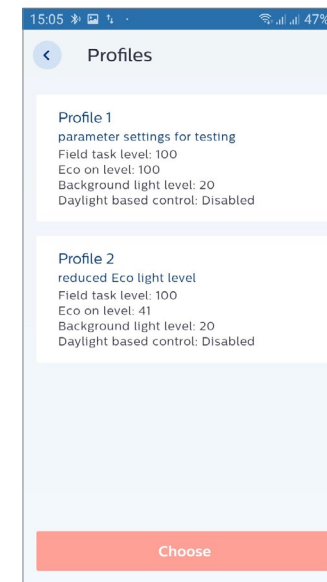 15:05 47%
Profiles
Profile 1
parameter settings for testing
Field task level: 100
Eco on level: 100
Background light level: 20
Daylight based control: Disabled
Profile 2
reduced Eco light level
Field task level: 100
Eco on level: 41
Background light level: 20
Daylight based control: Disabled
Choose